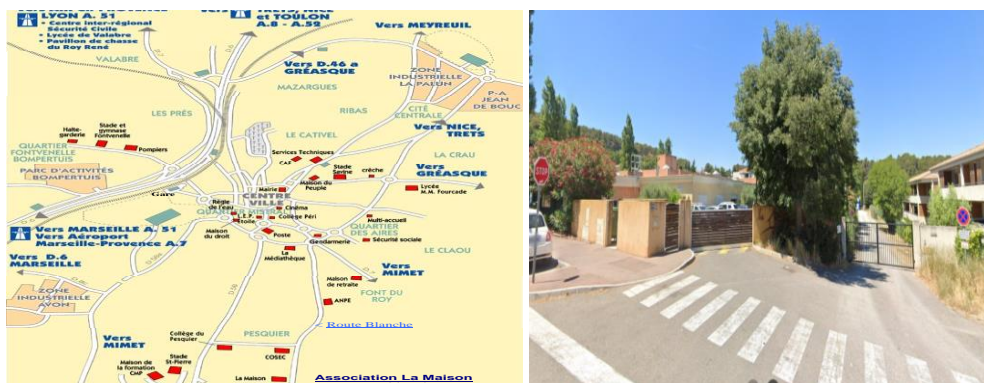 LYON A. 51
• Centre inter-régional
Sécurité Civile
• Lycée de Valabre
• Pavillon de chasse
du Roy René
et TOULON
A.8 - A.52
Vers MEYREUIL
VALABRE
D.7
D.6
Vers D.46 a
GRÉASQUE
ZONE
INDUSTRIELLE
LA PALUN
MAZARGUES
P-A
JEAN
DE BOUC
LES PRÉS
RIBAS
CITÉ
CENTRALE
Vers NICE,
TRETS
Halte-
garderie
Stade et
gymnase
Fontvenelle
Pompiers
LE CATIVEL
QUARTIER
FONTVENELLE
BOMPERTUIS
Services Techniques
CAF
Stade
Savine
LA CRAU
PARC D'ACTIVITÉS
BOMPERTUIS
Maison du
Peuple
crêche
Vers
GRÉASQUE
Gare
Mairie
CENTRE
VILLE
Lycée
M.M. Fourcade
Régie
de l'eau
Cinéma
QUARTIER MISTRAL
L.E.P.
Etoile
Collège Péri
Multi-accueil
QUARTIER
DES AIRES
Maison
du droit
Poste
Gendarmerie
Sécurité sociale
Vers MARSEILLE A. 51
Vers Aéroport
Marseille-Provence A.7
La
Médiathèque
LE CLAOU
Vers D.6
MARSEILLE
Vers
MIMET
Maison
de retraite
FONT DU
ROY
ZONE
INDUSTRIELLE
AVON
ANPE
< Route Blanche
Vers
MIMET
Collège du
Pesquier
PESQUIER
COSEC
Maison de
la formation
CMP
Stade
St-Pierre
La Maison
Association La Maison
STOP